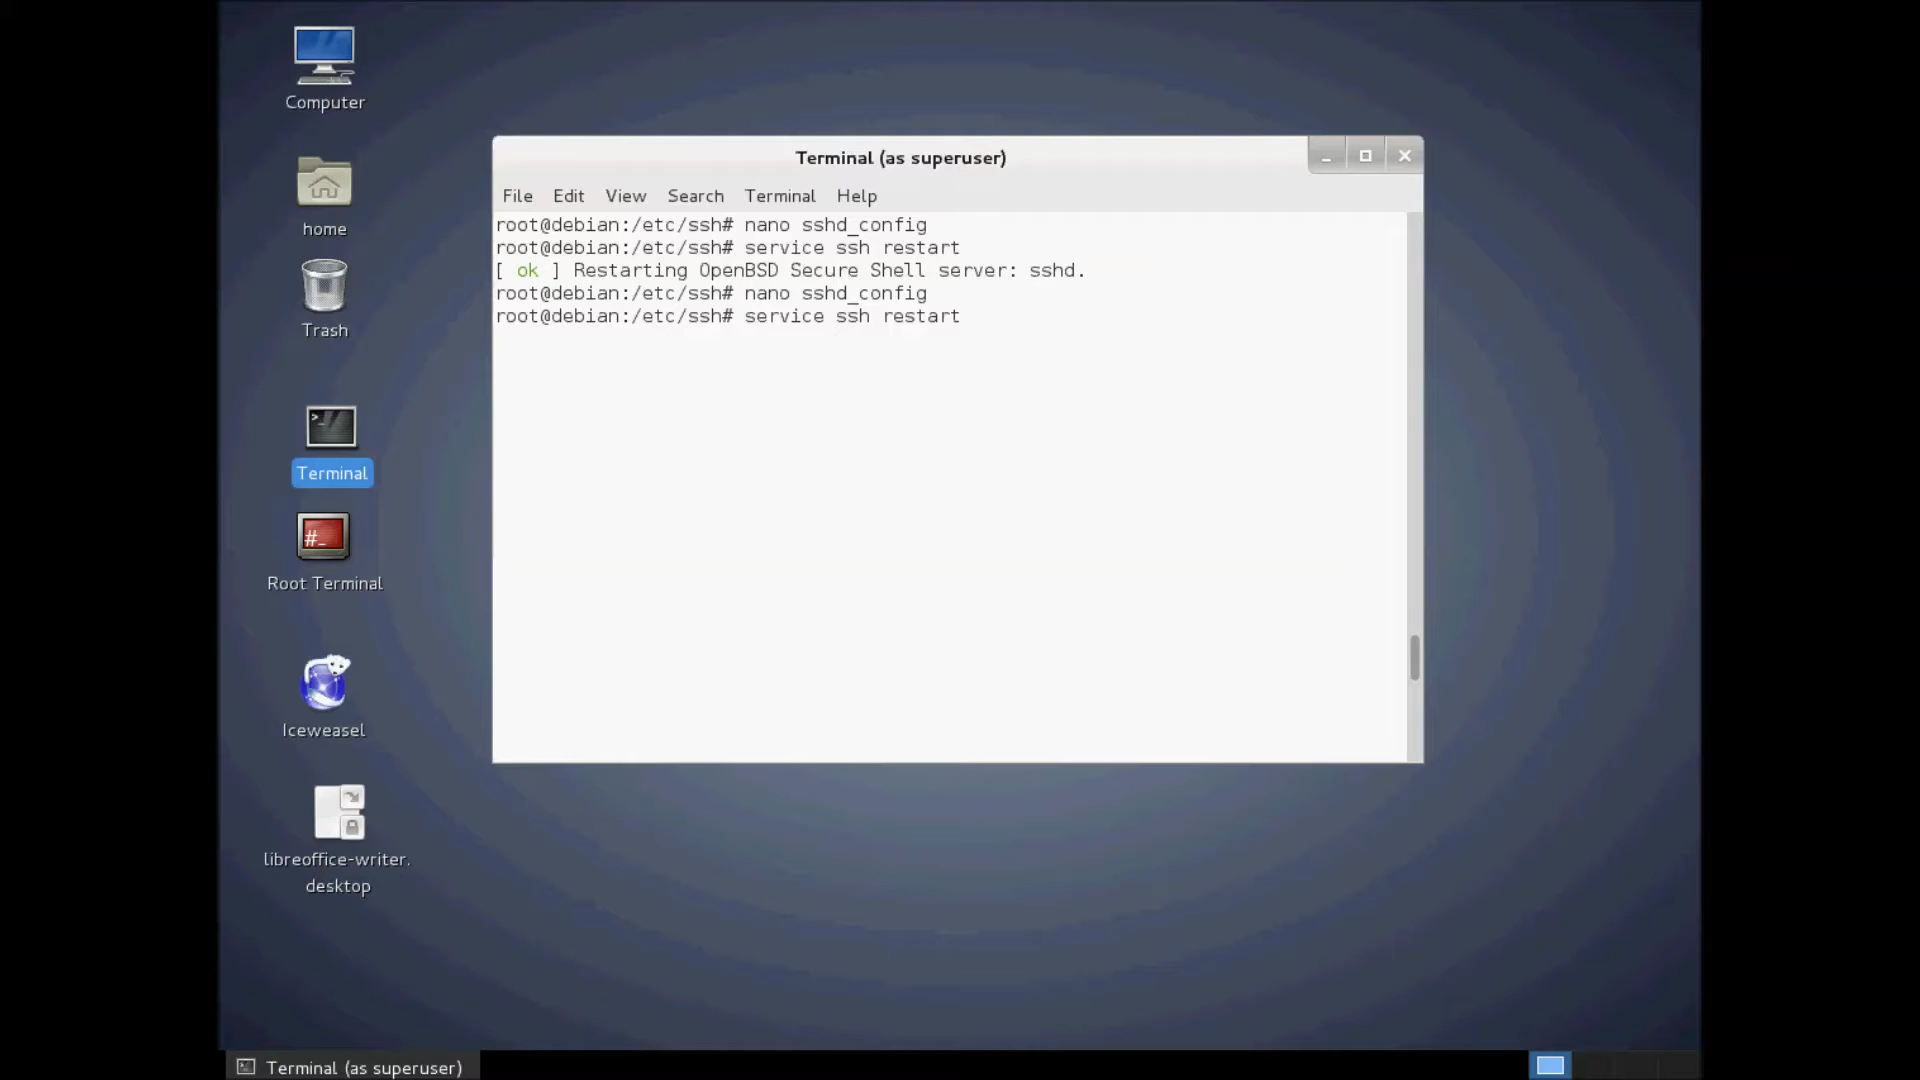 Computer
home
Trash
Terminal
Root Terminal
Iceweasel
libreoffice-writer.
desktop
Terminal (as superuser)
File Edit View Search Terminal Help
root@debian:/etc/ssh# nano sshd_config
root@debian:/etc/ssh# service ssh restart
[ ok ] Restarting OpenBSD Secure Shell server: sshd.
root@debian:/etc/ssh# nano sshd_config
root@debian:/etc/ssh# service ssh restart
Terminal (as superuser)